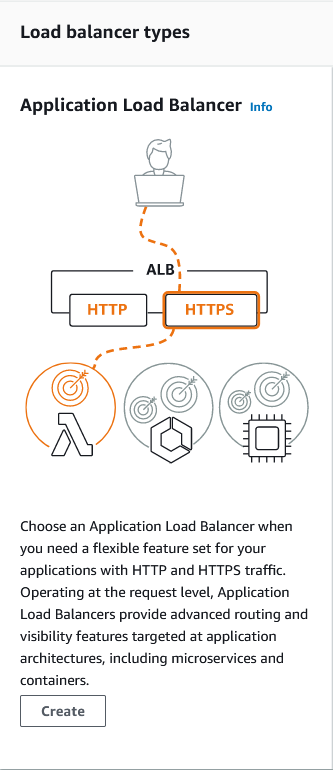 Load balancer types
Application Load Balancer Info
ALB
HTTP HTTPS
Choose an Application Load Balancer when
you need a flexible feature set for your
applications with HTTP and HTTPS traffic.
Operating at the request level, Application
Load Balancers provide advanced routing and
visibility features targeted at application
architectures, including microservices and
containers.
Create